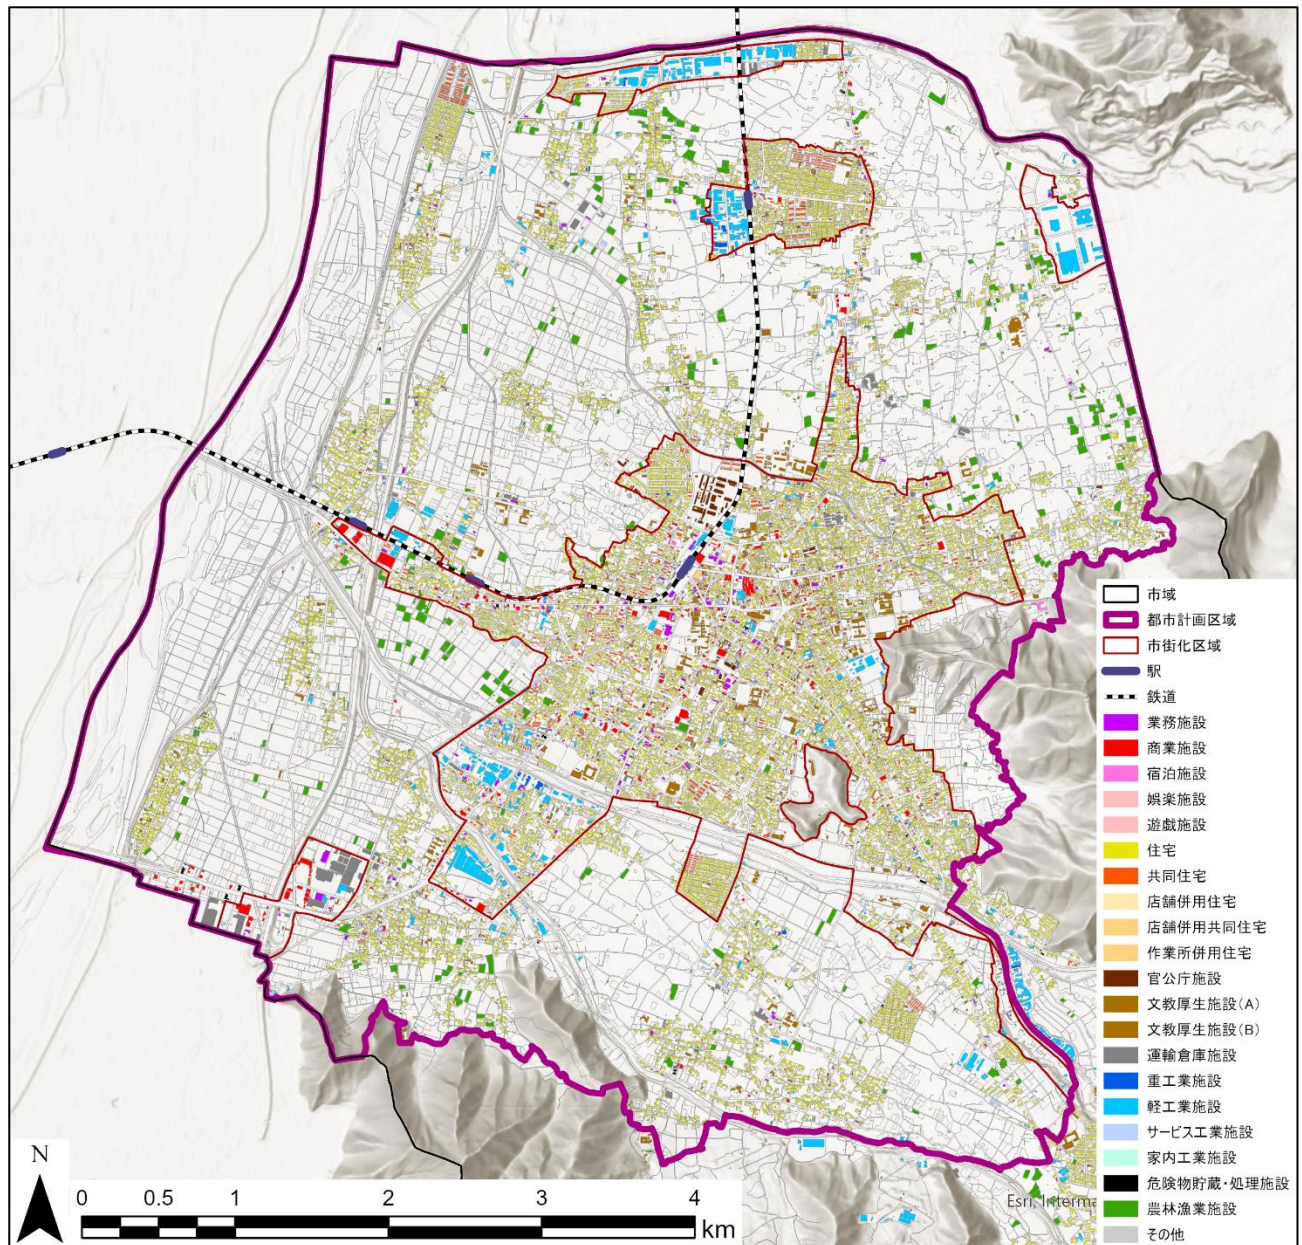 市域
都市計画区域
市街化区域
駅
鉄道
業務施設
商業施設
宿泊施設
娯楽施設
遊戯施設
住宅
共同住宅
店舗併用住宅
店舗併用共同住宅
作業所併用住宅
官公庁施設
文教厚生施設(A)
文教厚生施設(B)
運輸倉庫施設
重工業施設
軽工業施設
サービス工業施設
家内工業施設
危険物貯蔵・処理施設
農林漁業施設
その他
N
0 0.5 1 2 3 4
km
Esri, Interma